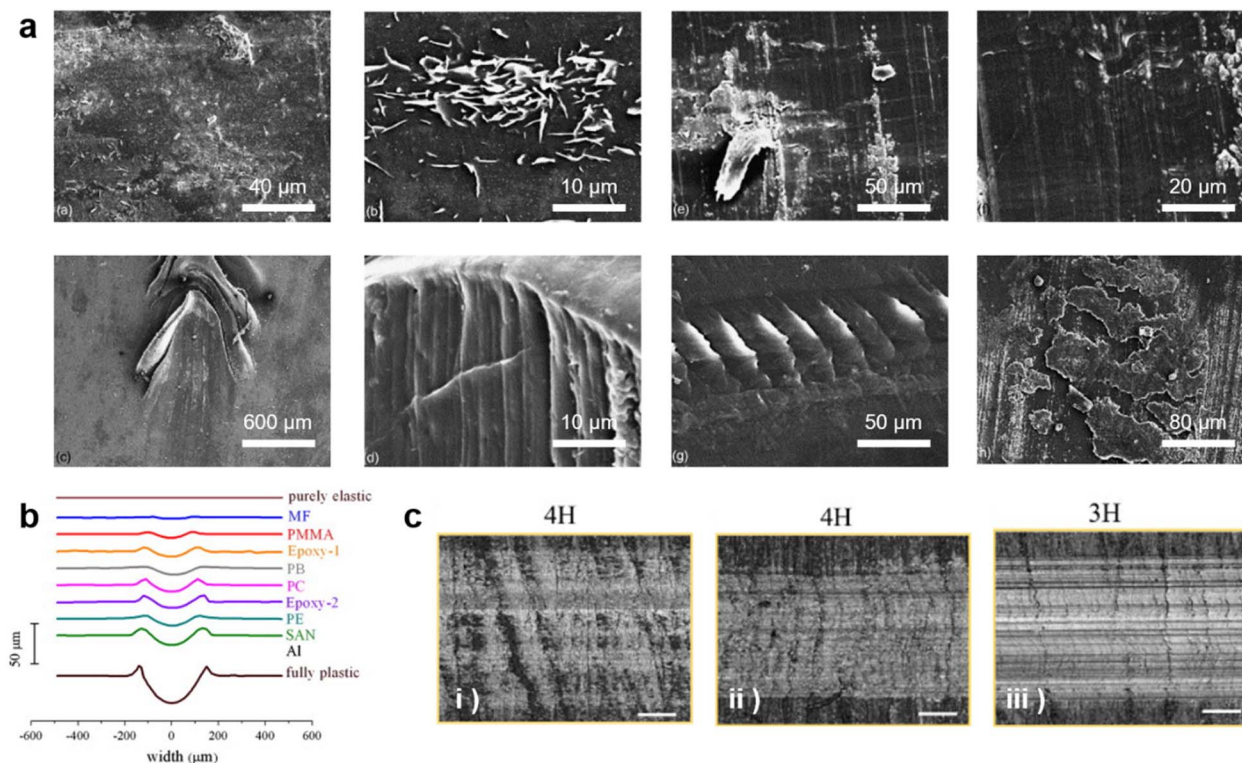 a
40 µm
(a)
10 µm
(b)
50 µm
(e)
20 µm
600 µm
(c)
10 µm
d)
50 µm
(g)
80 µm
h)
b
purely elastic
MF
PMMA
Epoxy-1
PB
PC
Epoxy-2
PE
SAN
Al
fully plastic
50 µm
-600 -400 -200 0 200 400 600
width (µm)
c
4H
4H
3H
i )
ii )
iii )